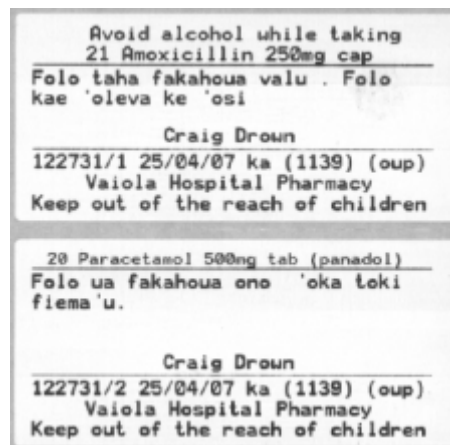 Avoid alcohol while taking
21 Amoxicillin 250mg cap
Folo taha fakahoua valu . Folo
kae 'oleva ke 'osi
Craig Drown
122731/1 25/04/07 ka (1139) (oup)
Vaiola Hospital Pharmacy
Keep out of the reach of children
20 Paracetamol 500mg tab (panadol)
Folo ua fakahoua ono 'oka toki
fiema'u.
Craig Drown
122731/2 25/04/07 ka (1139) (oup)
Vaiola Hospital Pharmacy
Keep out of the reach of children